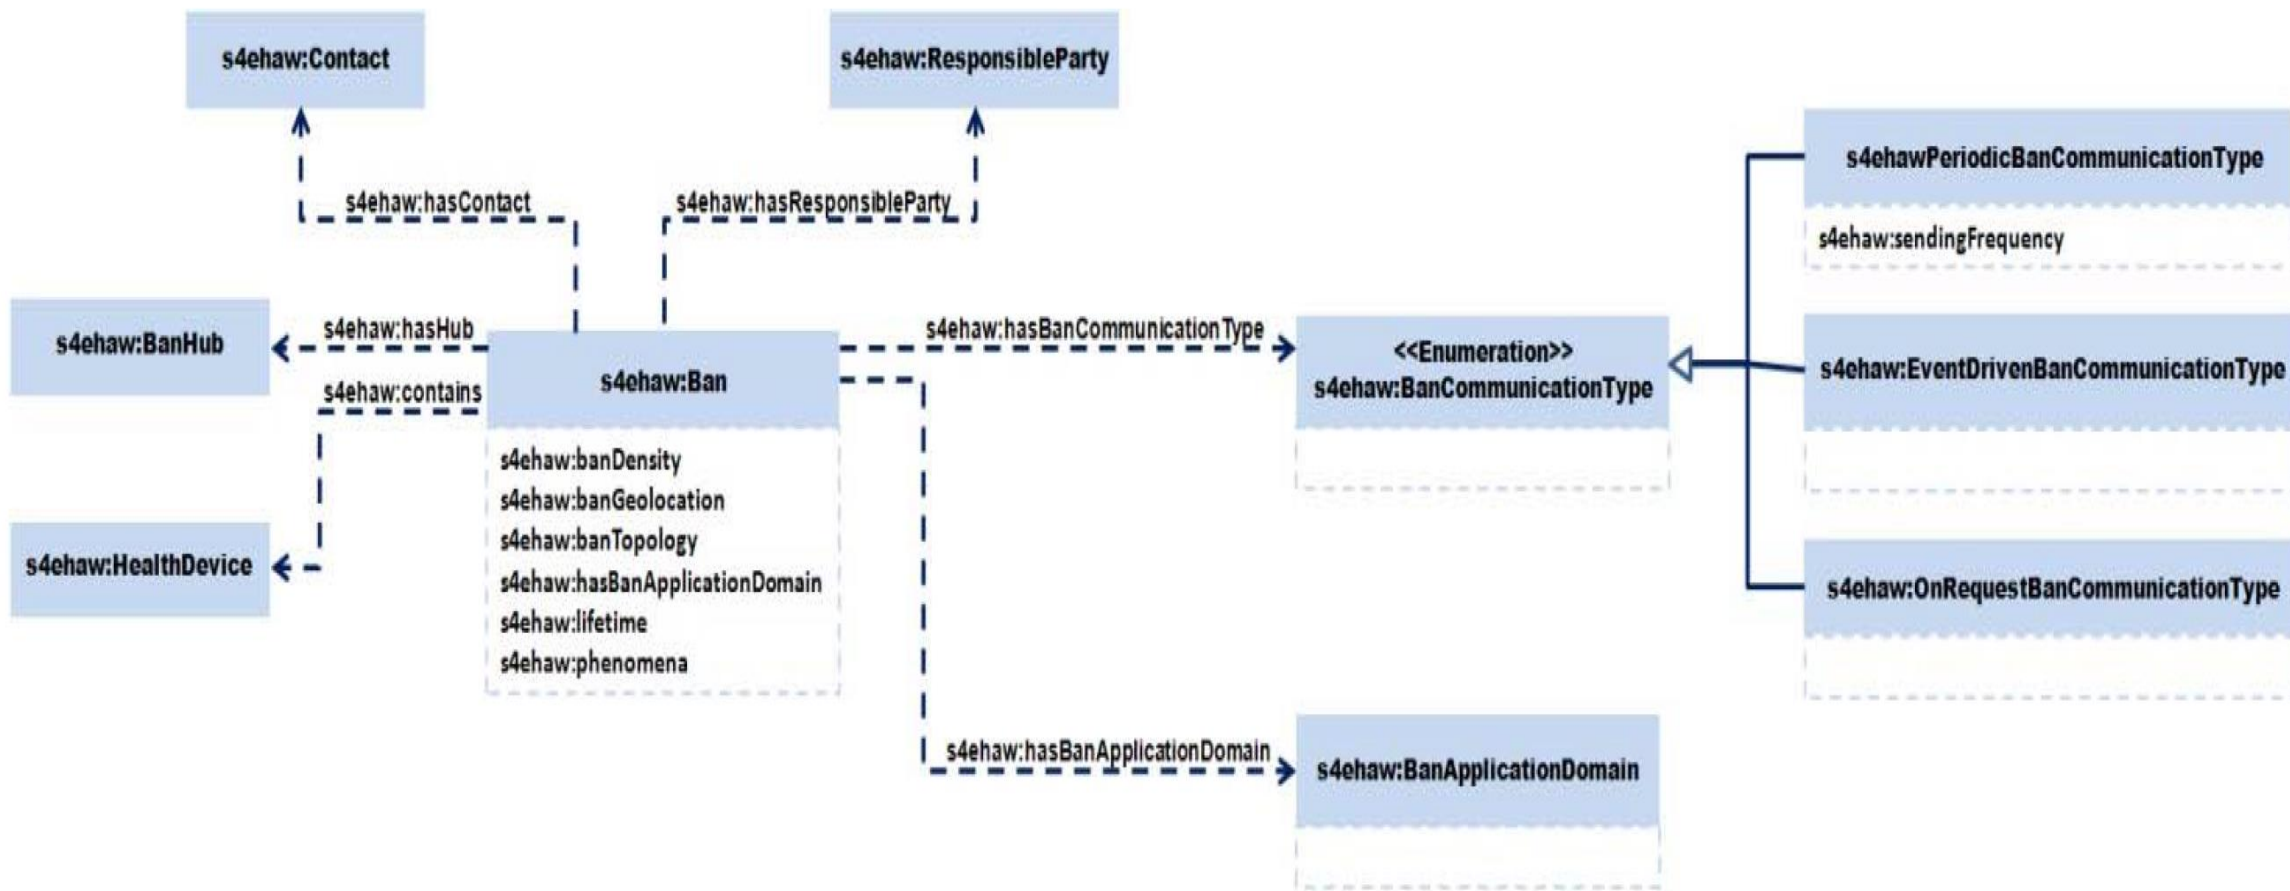 s4ehaw:Contact
s4ehaw:ResponsibleParty
s4ehawPeriodicBanCommunicationType
s4ehaw:sendingFrequency
s4ehaw:hasContact
s4ehaw:hasResponsibleParty
s4ehaw:BanHub
s4ehaw:hasHub
s4ehaw:contains
s4ehaw:HealthDevice
s4ehaw:Ban
s4ehaw:banDensity
s4ehaw:banGeolocation
s4ehaw:banTopology
s4ehaw:hasBanApplicationDomain
s4ehaw:lifetime
s4ehaw:phenomena
s4ehaw:hasBanCommunicationType
<<Enumeration>>
s4ehaw:BanCommunicationType
s4ehaw:EventDrivenBanCommunicationType
s4ehaw:OnRequestBanCommunicationType
s4ehaw:hasBanApplicationDomain
s4ehaw:BanApplicationDomain